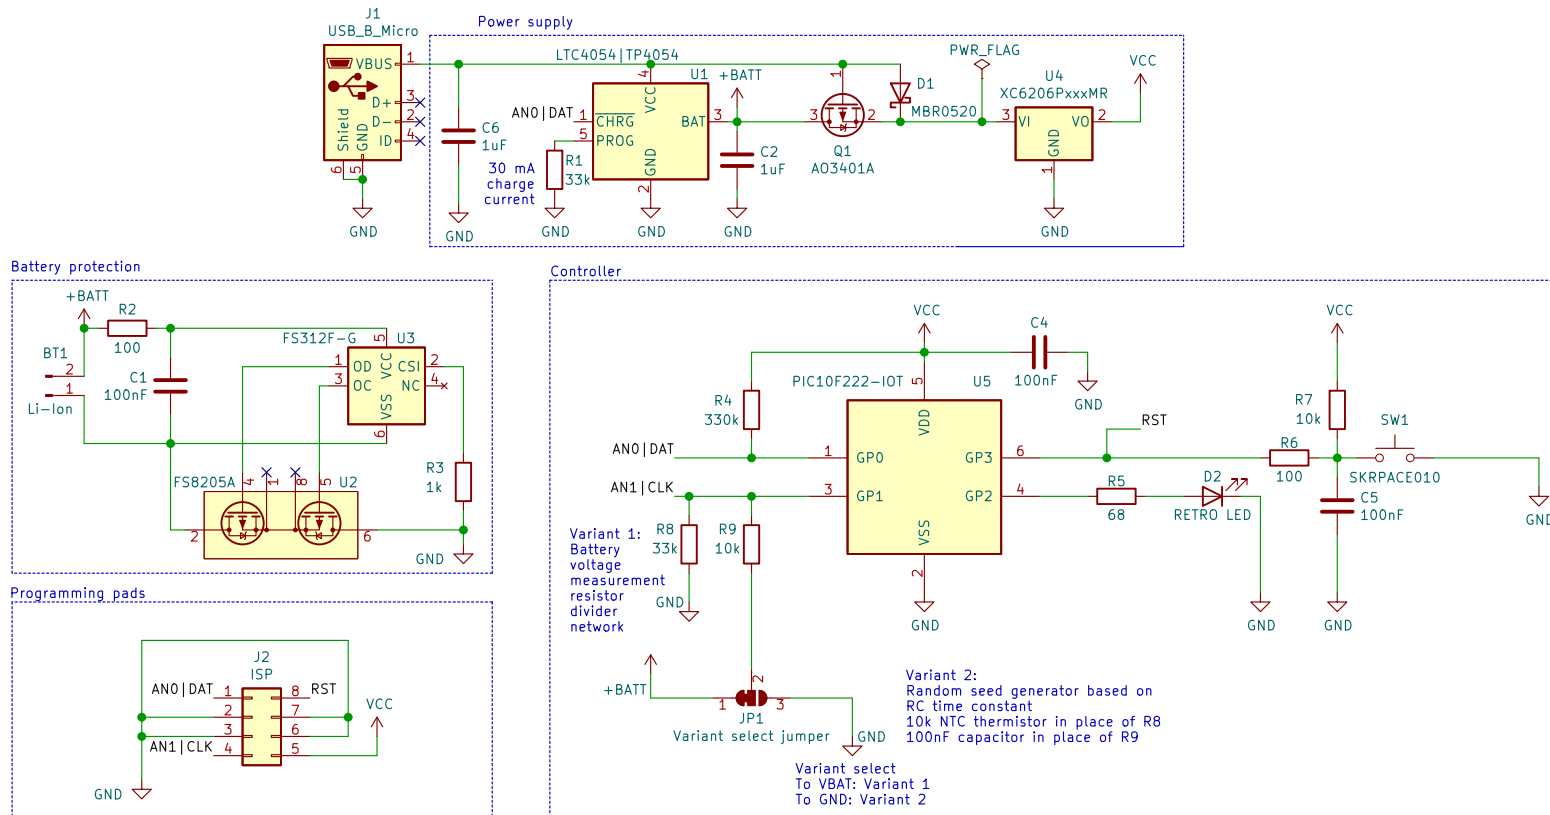 Power supply
J1
USB_B_Micro
1
VBUS
3
D+
2
D-
4
ID
Shield
GND
6
5
GND
C6
1uF
GND
LTC4054|TP4054
U1
4
VCC
AN0|DAT
1
CHRG
5
PROG
BAT
3
GND
2
GND
30 mA
charge
current
R1
33k
GND
+BATT
C2
1uF
GND
1
3
2
Q1
AO3401A
D1
MBR0520
PWR_FLAG
U4
XC6206PxxxMR
3
VI
VO
2
GND
1
GND
VCC
Battery protection
+BATT
R2
100
BT1
2
1
Li-Ion
C1
100nF
FS312F-G
U3
5
VCC
1
OD
3
OC
CSI
2
NC
4
VSS
6
R3
1k
FS8205A
U2
4
1
8
5
2
6
GND
Programming pads
J2
ISP
AN0|DAT
1
2
3
AN1|CLK
4
8
RST
7
6
5
VCC
GND
Controller
VCC
C4
100nF
GND
PIC10F222-IOT
U5
5
VDD
R4
330k
AN0|DAT
1
GP0
AN1|CLK
3
GP1
GP3
6
GP2
4
VSS
2
GND
RST
R5
68
D2
RETRO LED
GND
VCC
R7
10k
R6
100
SW1
SKRPACE010
C5
100nF
GND
GND
Variant 1:
Battery
voltage
measurement
resistor
divider
network
R8
33k
GND
R9
10k
+BATT
1
2
3
JP1
Variant select jumper
GND
Variant 2:
Random seed generator based on
RC time constant
10k NTC thermistor in place of R8
100nF capacitor in place of R9
Variant select
To VBAT: Variant 1
To GND: Variant 2